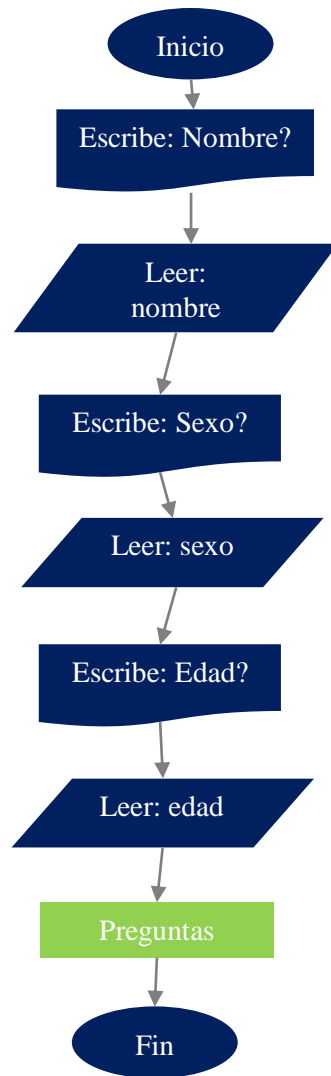 Inicio
Escribe: Nombre?
Leer:
nombre
Escribe: Sexo?
Leer: sexo
Escribe: Edad?
Leer: edad
Preguntas
Fin